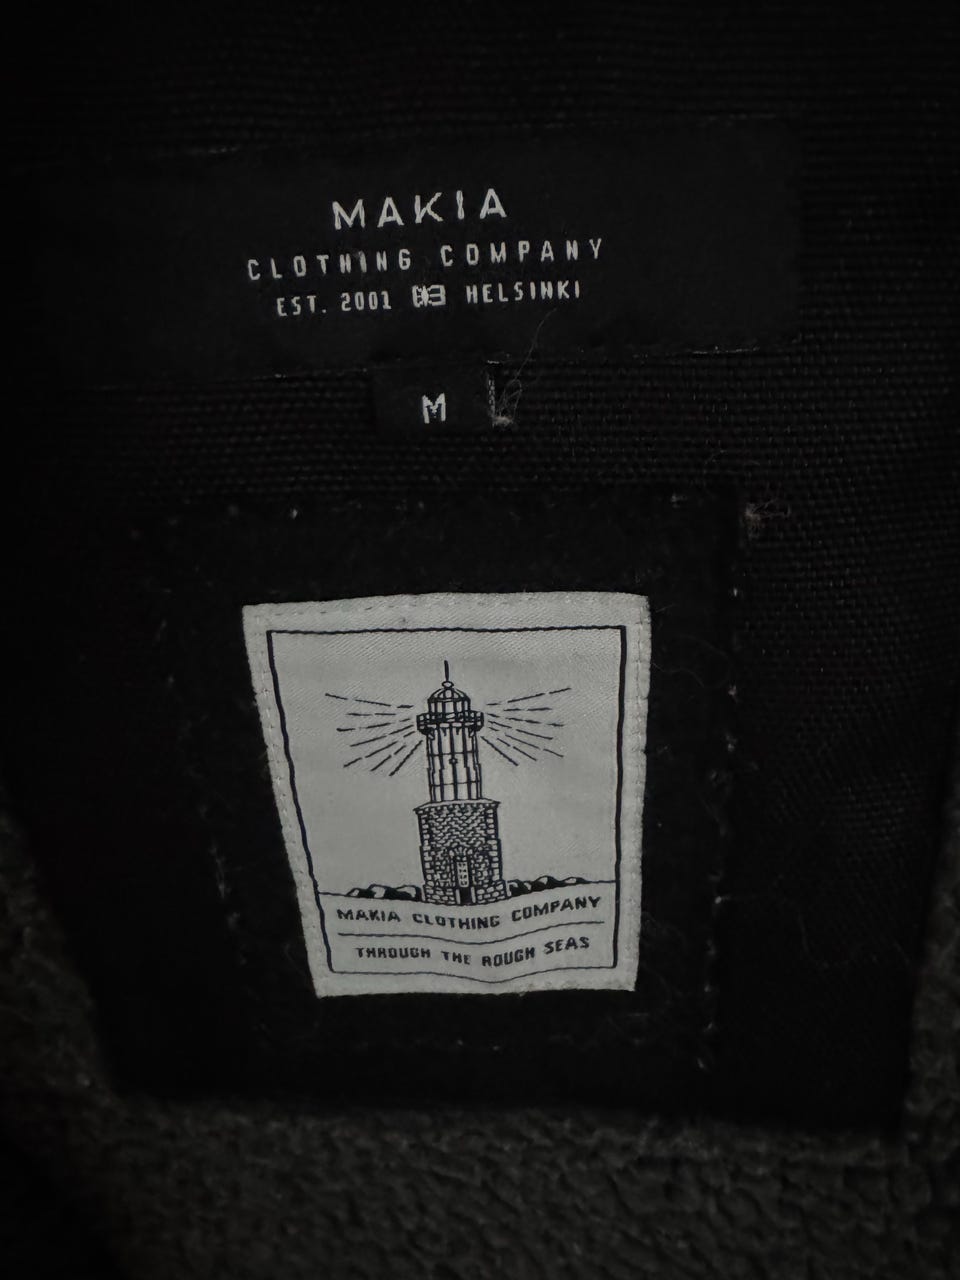 MAKIA
CLOTHING COMPANY
EST. 2001 HELSINKI
M
MAKIA CLOTHING COMPANY
THROUGH THE ROUGH SEAS